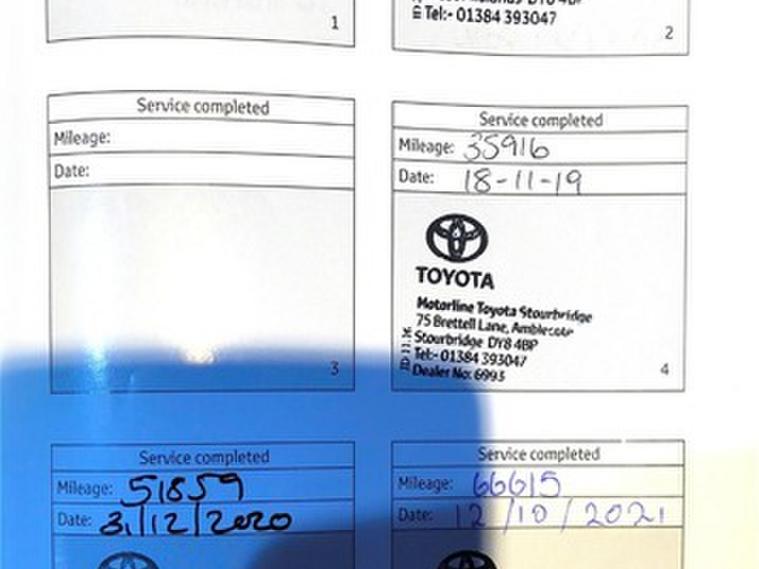 1
Tel:- 01384 393047
2
Service completed
Mileage:
Date:
3
Service completed
Mileage: 35916
Date: 18-11-19
TOYOTA
Motorline Toyota Stourbridge
75 Brettell Lane, Amblecote
Stourbridge DY8 4BP
Tel:- 01384 393047
Dealer No: 6993
4
Service completed
Mileage: 51859
Date: 31/12/2020
Service completed
Mileage: 66615
Date: 12/10/2021